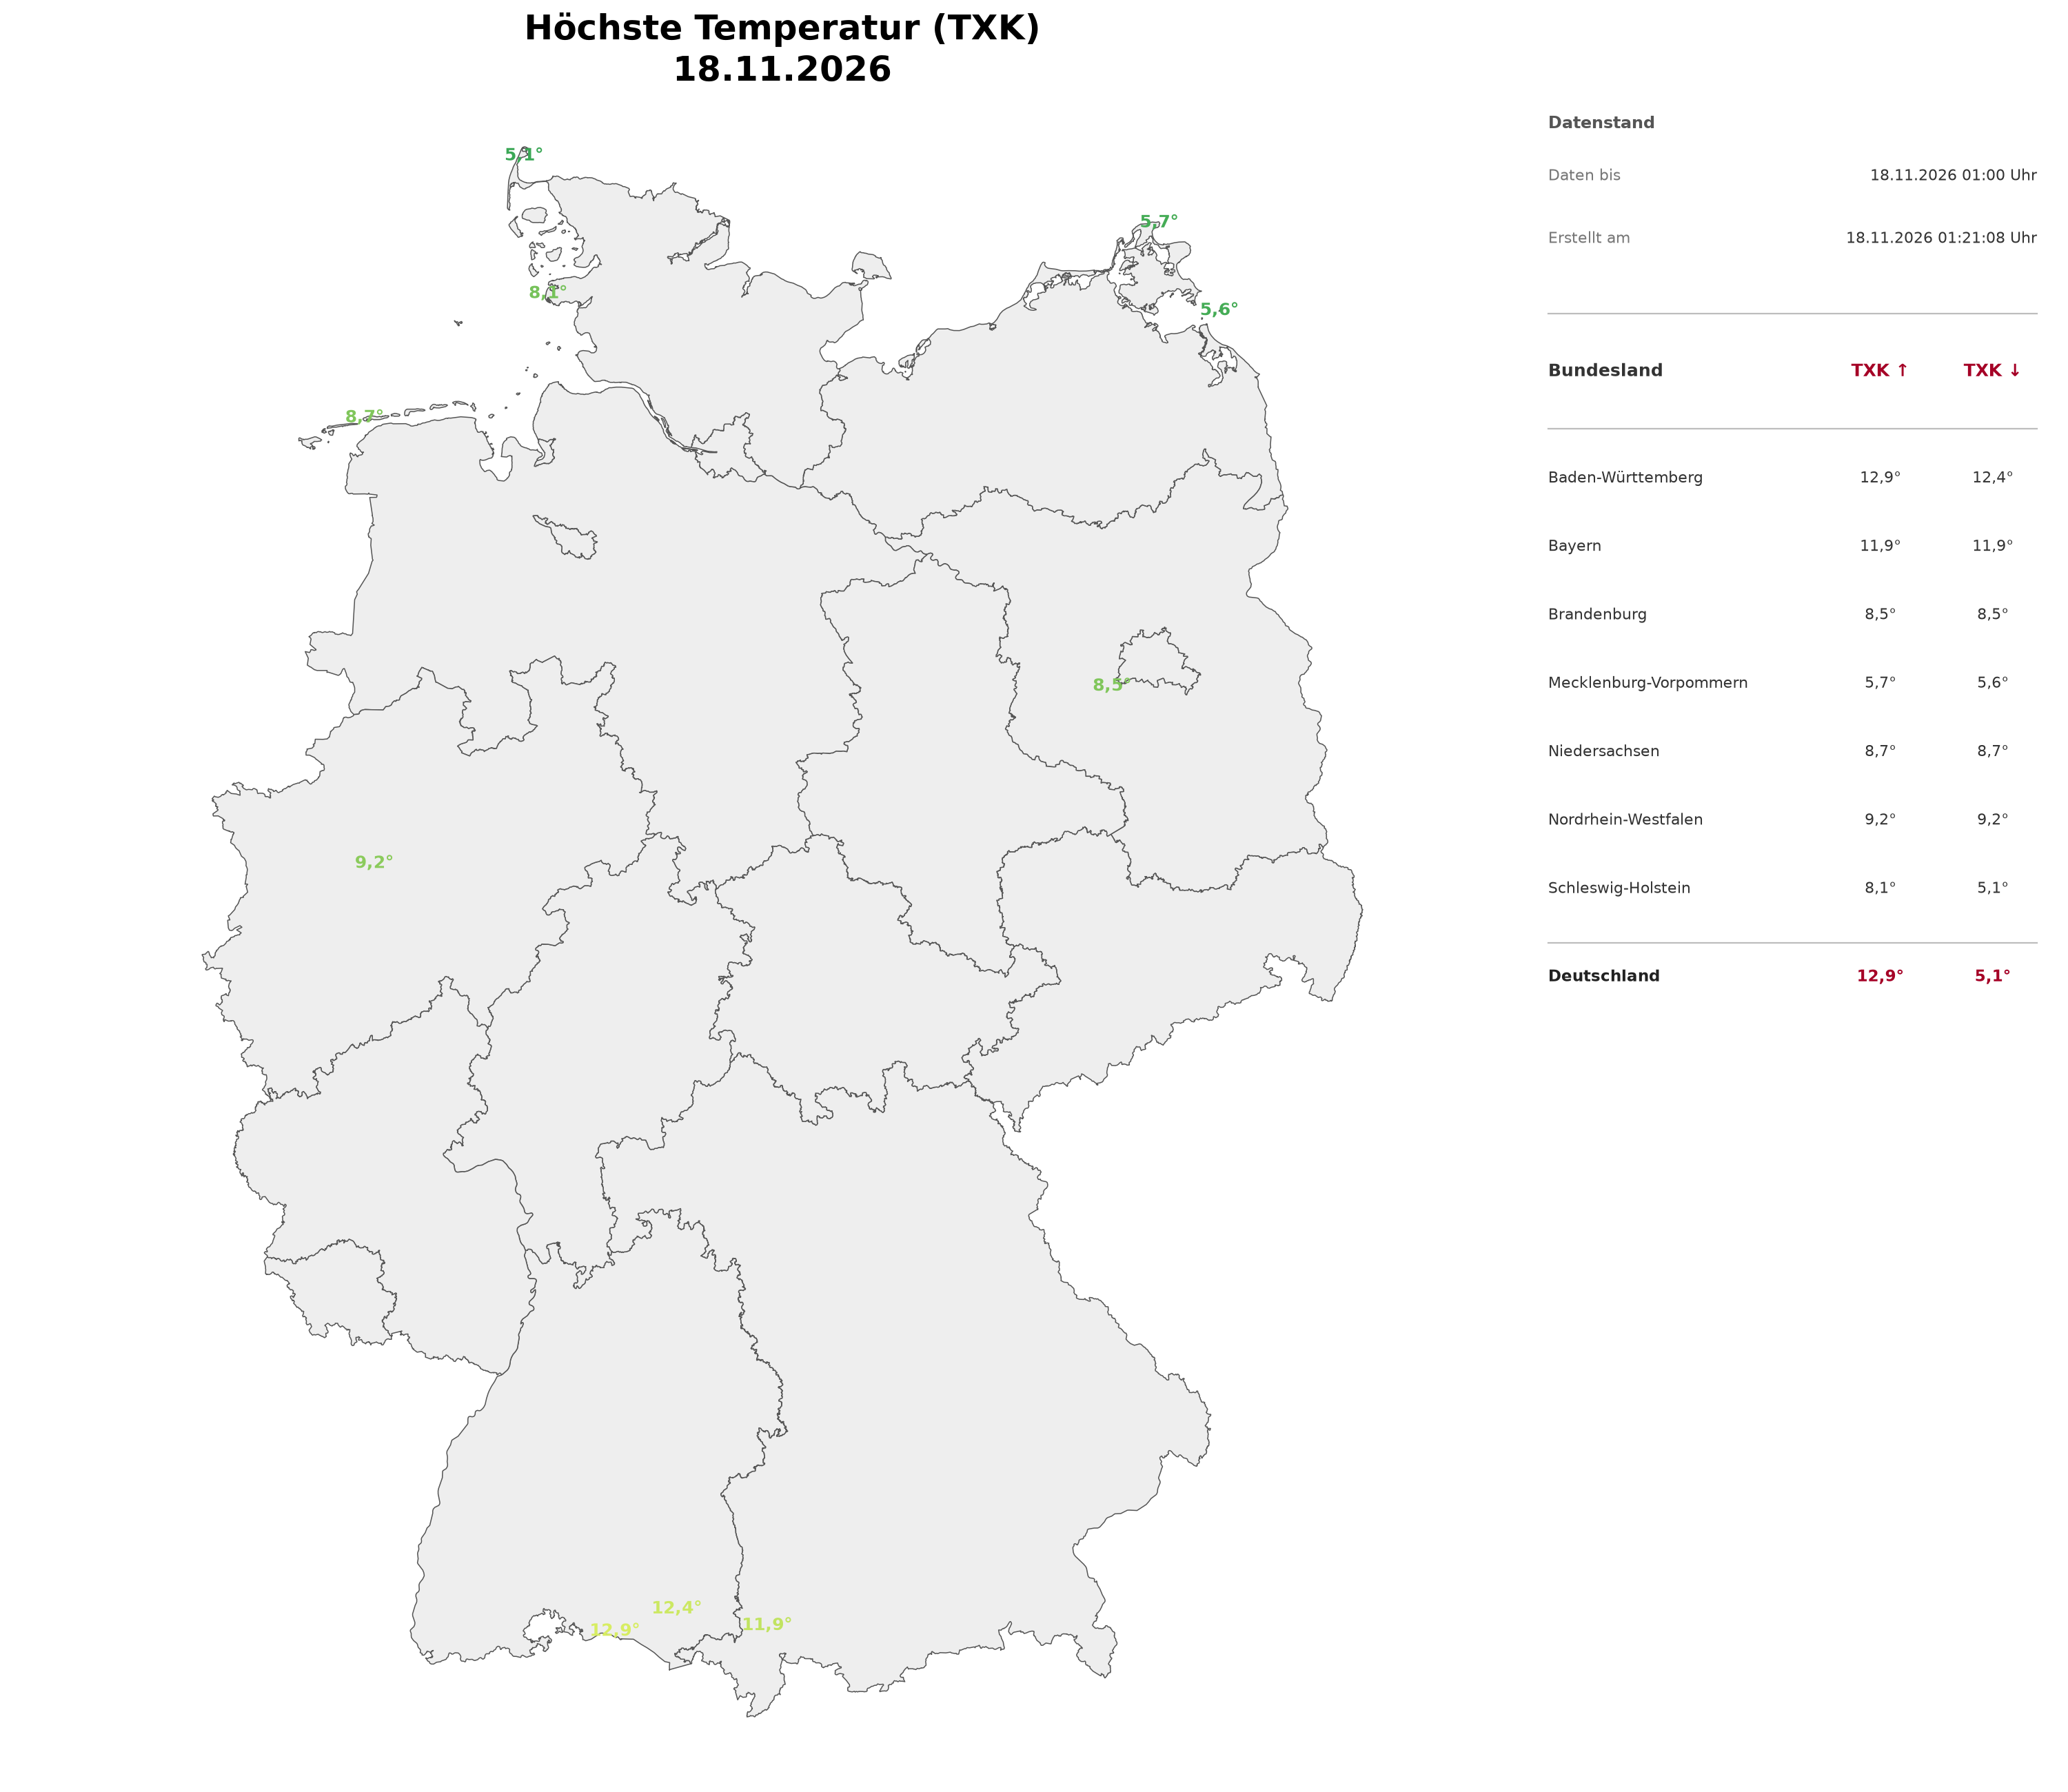 Höchste Temperatur (TXK)
18.11.2026
5,1°
5,7°
8,1°
5,6°
8,7°
8,5°
9,2°
12,4°
12,9°
11,9°
Datenstand
Daten bis 18.11.2026 01:00 Uhr
Erstellt am 18.11.2026 01:21:08 Uhr
Bundesland TXK ↑ TXK ↓
Baden-Württemberg 12,9° 12,4°
Bayern 11,9° 11,9°
Brandenburg 8,5° 8,5°
Mecklenburg-Vorpommern 5,7° 5,6°
Niedersachsen 8,7° 8,7°
Nordrhein-Westfalen 9,2° 9,2°
Schleswig-Holstein 8,1° 5,1°
Deutschland 12,9° 5,1°